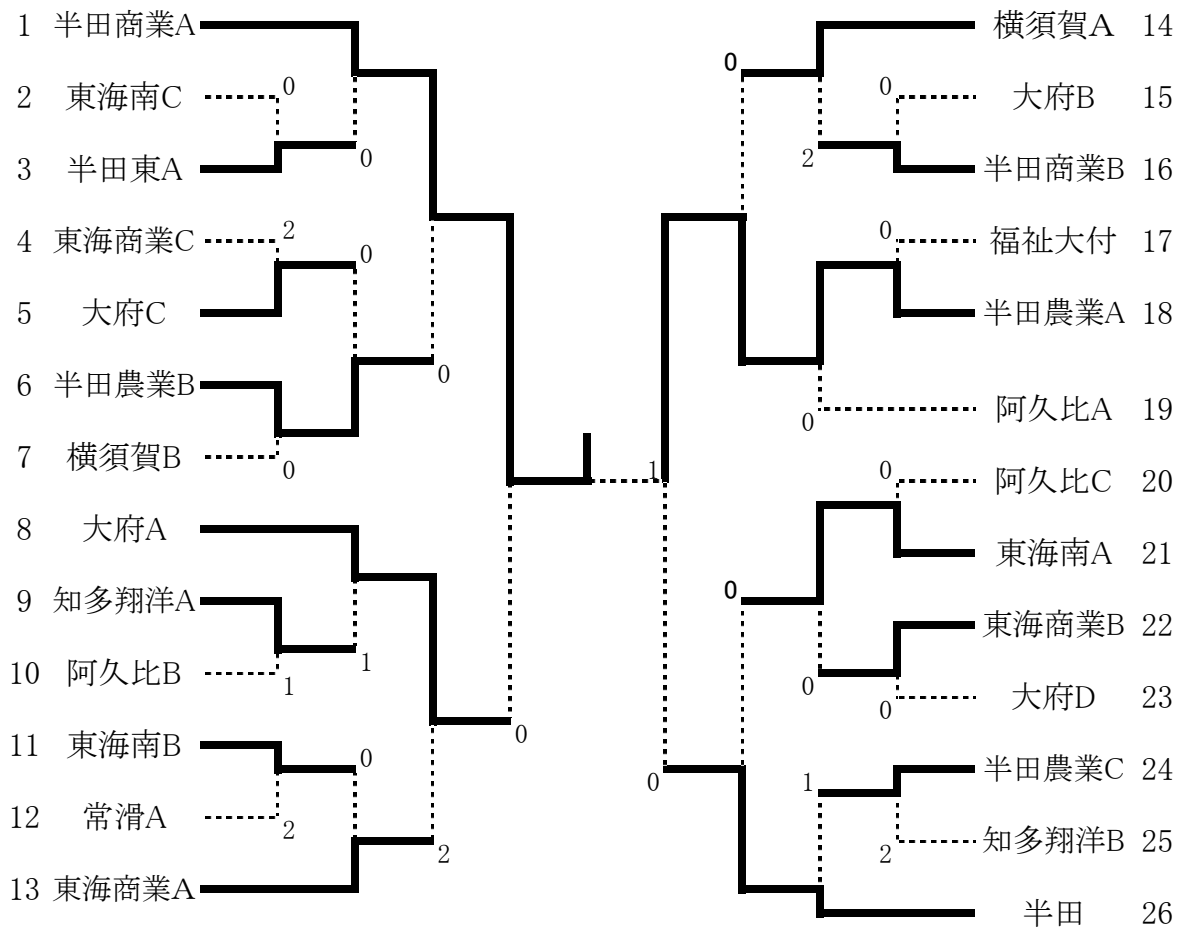 1 半田商業A
2 東海南C
3 半田東A
4 東海商業C
5 大府C
6 半田農業B
7 横須賀B
8 大府A
9 知多翔洋A
10 阿久比B
11 東海南B
12 常滑A
13 東海商業A
0
0
2
0
0
0
1
1
0
2
2
0
1
横須賀A 14
大府B 15
半田商業B 16
福祉大付 17
半田農業A 18
阿久比A 19
阿久比C 20
東海南A 21
東海商業B 22
大府D 23
半田農業C 24
知多翔洋B 25
半田 26
0
0
2
0
0
0
0
0
0
1
2
0